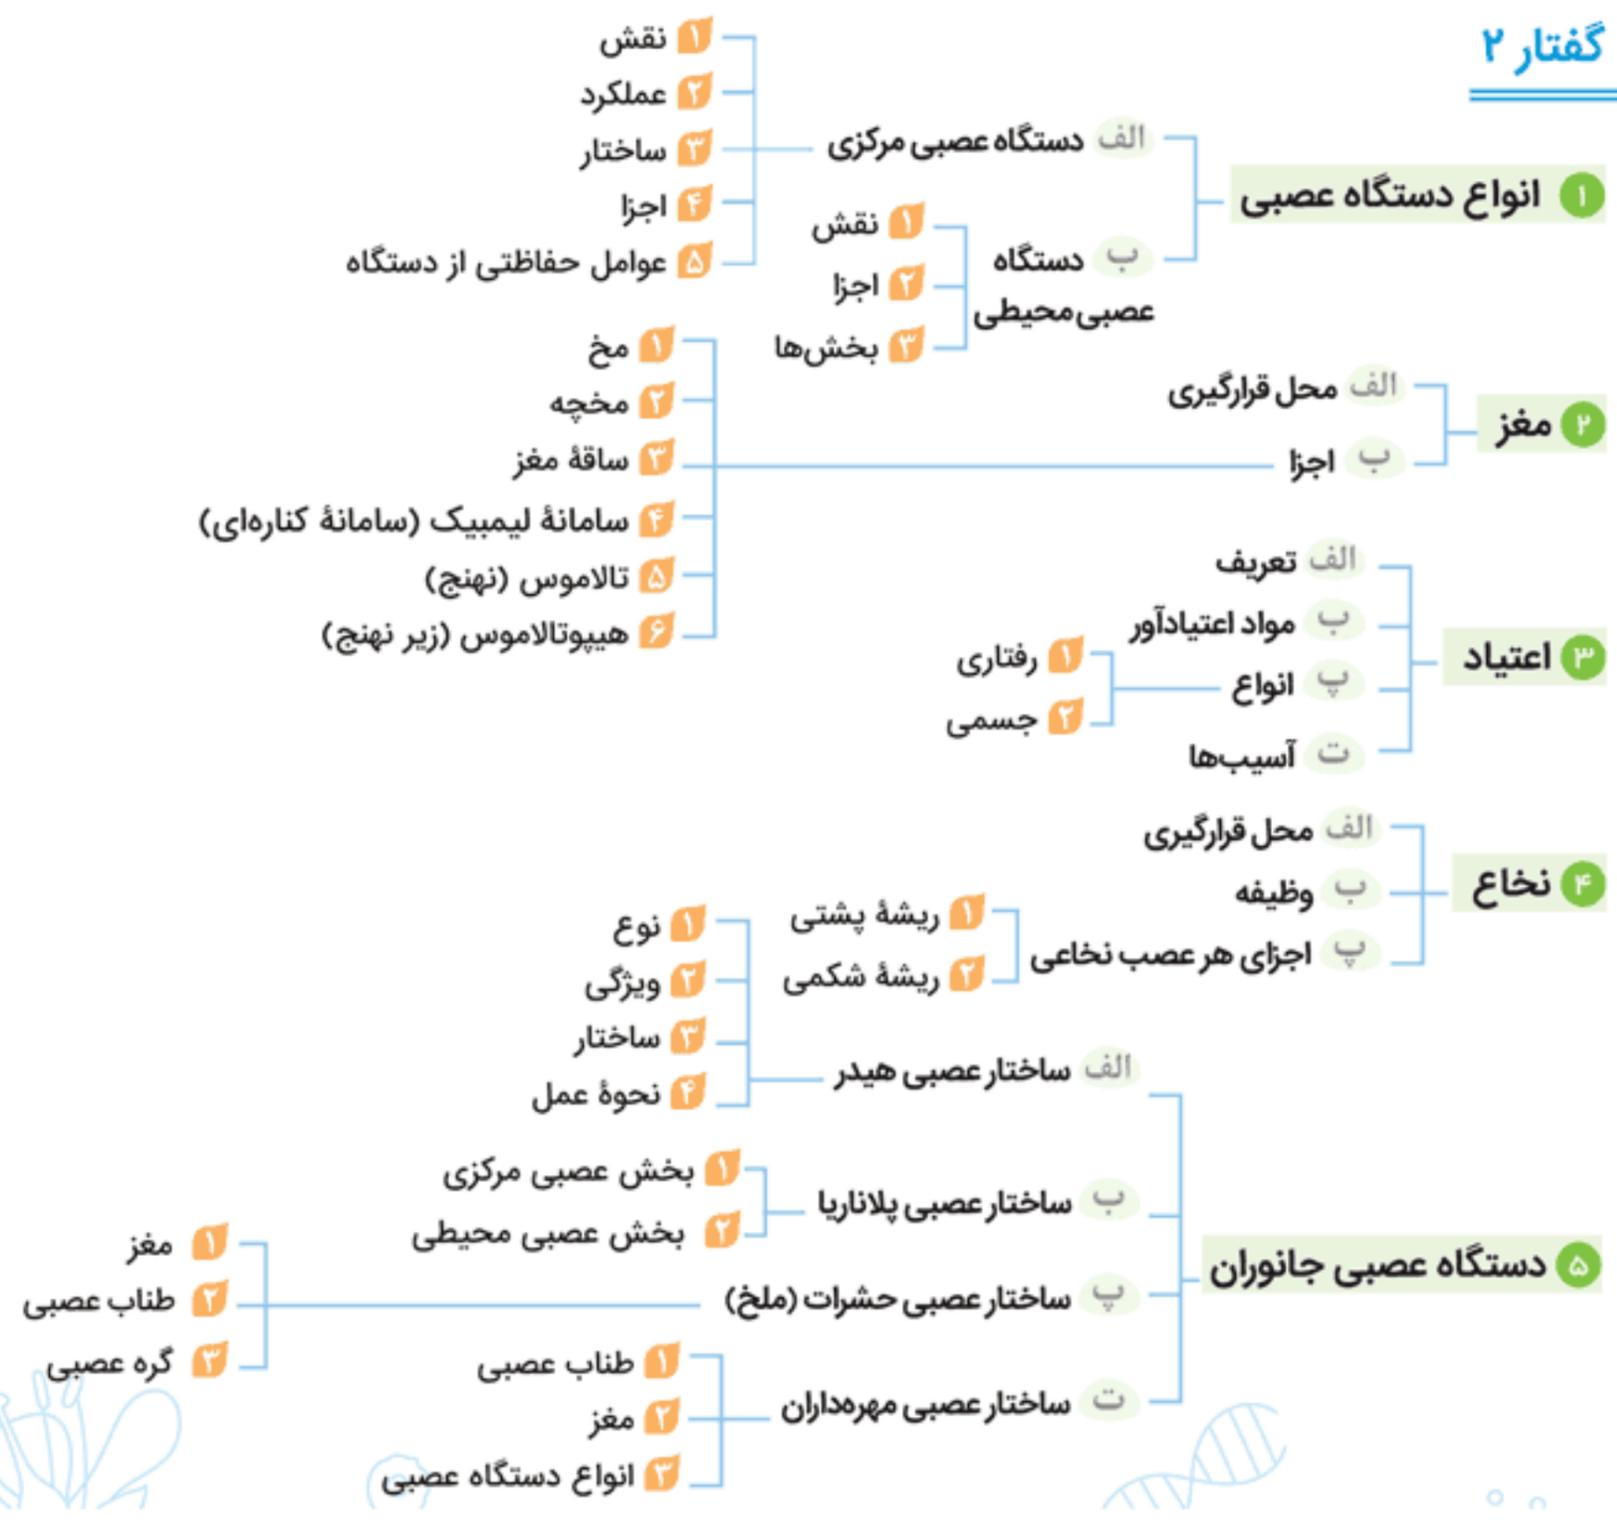 گفتار ۲
۱ انواع دستگاه عصبی
الف دستگاه عصبی مرکزی
۱ نقش
۲ عملکرد
۳ ساختار
۴ اجزا
۵ عوامل حفاظتی از دستگاه
ب دستگاه
عصبی محیطی
۱ نقش
۲ اجزا
۳ بخش‌ها
۲ مغز
الف محل قرارگیری
ب اجزا
۱ مخ
۲ مخچه
۳ ساقهٔ مغز
۴ سامانهٔ لیمبیک (سامانهٔ کناره‌ای)
۵ تالاموس (نهنج)
۶ هیپوتالاموس (زیر نهنج)
۳ اعتیاد
الف تعریف
ب مواد اعتیادآور
پ انواع
۱ رفتاری
۲ جسمی
ت آسیب‌ها
۴ نخاع
الف محل قرارگیری
ب وظیفه
پ اجزای هر عصب نخاعی
۱ ریشهٔ پشتی
۲ ریشهٔ شکمی
۵ دستگاه عصبی جانوران
الف ساختار عصبی هیدر
۱ نوع
۲ ویژگی
۳ ساختار
۴ نحوهٔ عمل
ب ساختار عصبی پلاناریا
۱ بخش عصبی مرکزی
۲ بخش عصبی محیطی
پ ساختار عصبی حشرات (ملخ)
۱ مغز
۲ طناب عصبی
۳ گره عصبی
ت ساختار عصبی مهره‌داران
۱ طناب عصبی
۲ مغز
۳ انواع دستگاه عصبی